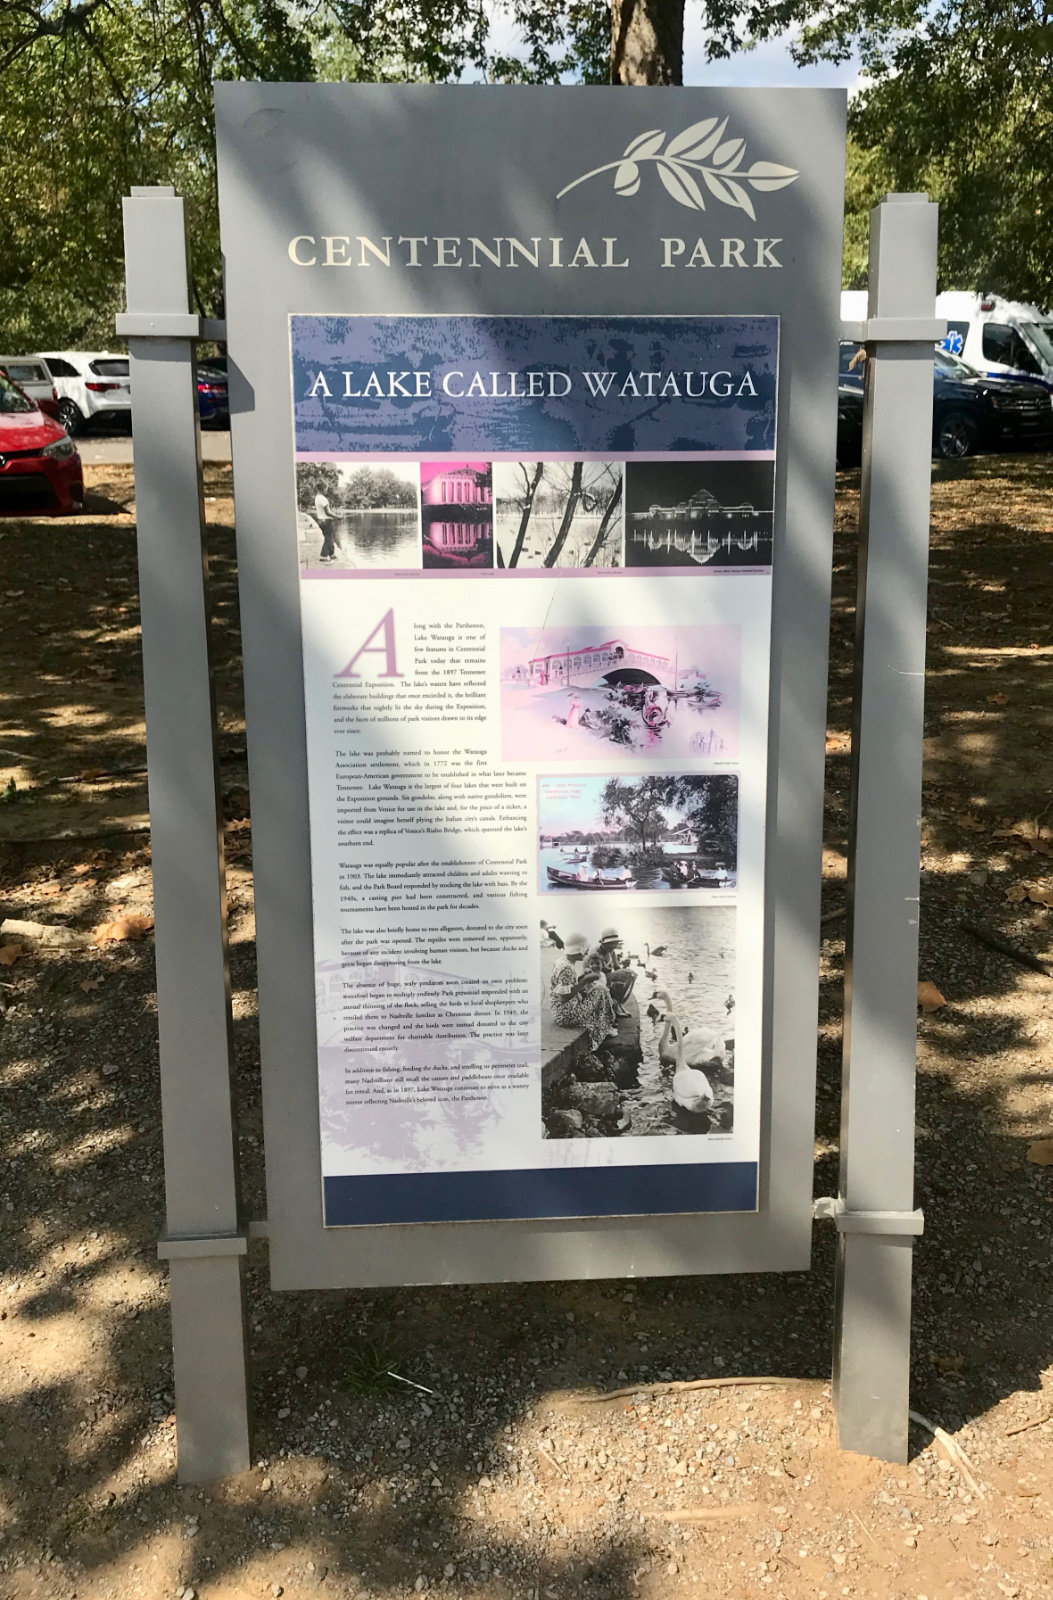 CENTENNIAL PARK
A LAKE CALLED WATAUGA
A long with the Parthenon,
Lake Watauga is one of
few features in Centennial
Park today that remains
from the 1897 Tennessee
Centennial Exposition. The lake's waters have reflected
the elaborate buildings that once encircled it, the brilliant
fireworks that nightly lit the sky during the Exposition,
and the faces of millions of park visitors drawn to its edge
ever since.
The lake was probably named to honor the Watauga
Association settlement, which in 1772 was the first
European-American government to be established in what later became
Tennessee. Lake Watauga is the largest of four lakes that were built on
the Exposition grounds. Six gondolas, along with native gondoliers, were
imported from Venice for use in the lake and, for the price of a ticket, a
visitor could imagine herself plying the Italian city's canals. Enhancing
the effect was a replica of Venice's Rialto Bridge, which spanned the lake's
southern end.
Watauga was equally popular after the establishment of Centennial Park
in 1903. The lake immediately attracted children and adults wanting to
fish, and the Park Board responded by stocking the lake with bass. By the
1940s, a casting pier had been constructed, and various fishing
tournaments have been hosted in the park for decades.
The lake was also briefly home to two alligators, donated to the city soon
after the park was opened. The reptiles were removed not, apparently,
because of any incident involving human visitors, but because ducks and
geese began disappearing from the lake.
The absence of huge, scaly predators soon created its own problem:
waterfowl began to multiply endlessly. Park personnel responded with an
annual thinning of the flock, selling the birds to local shopkeepers who
retailed them to Nashville families as Christmas dinner. In 1949, the
practice was changed and the birds were instead donated to the city
welfare department for charitable distribution. The practice was later
discontinued entirely.
In addition to fishing, feeding the ducks, and strolling its perimeter trail,
many Nashvillians still recall the canoes and paddleboats once available
for rental. And, as in 1897, Lake Watauga continues to serve as a watery
mirror reflecting Nashville's beloved icon, the Parthenon.